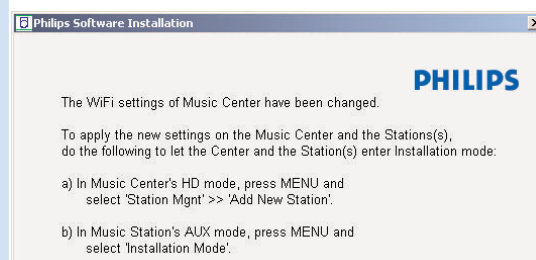 Philips Software Installation
PHILIPS
The WiFi settings of Music Center have been changed.
To apply the new settings on the Music Center and the Stations(s),
do the following to let the Center and the Station(s) enter Installation mode:
a) In Music Center's HD mode, press MENU and
select 'Station Mgnt' >> 'Add New Station'.
b) In Music Station's AUX mode, press MENU and
select 'Installation Mode'.